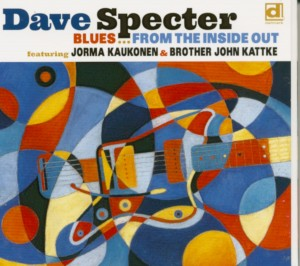 Dave Specter
BLUES... FROM THE INSIDE OUT
featuring JORMA KAUKONEN & BROTHER JOHN KATTKE